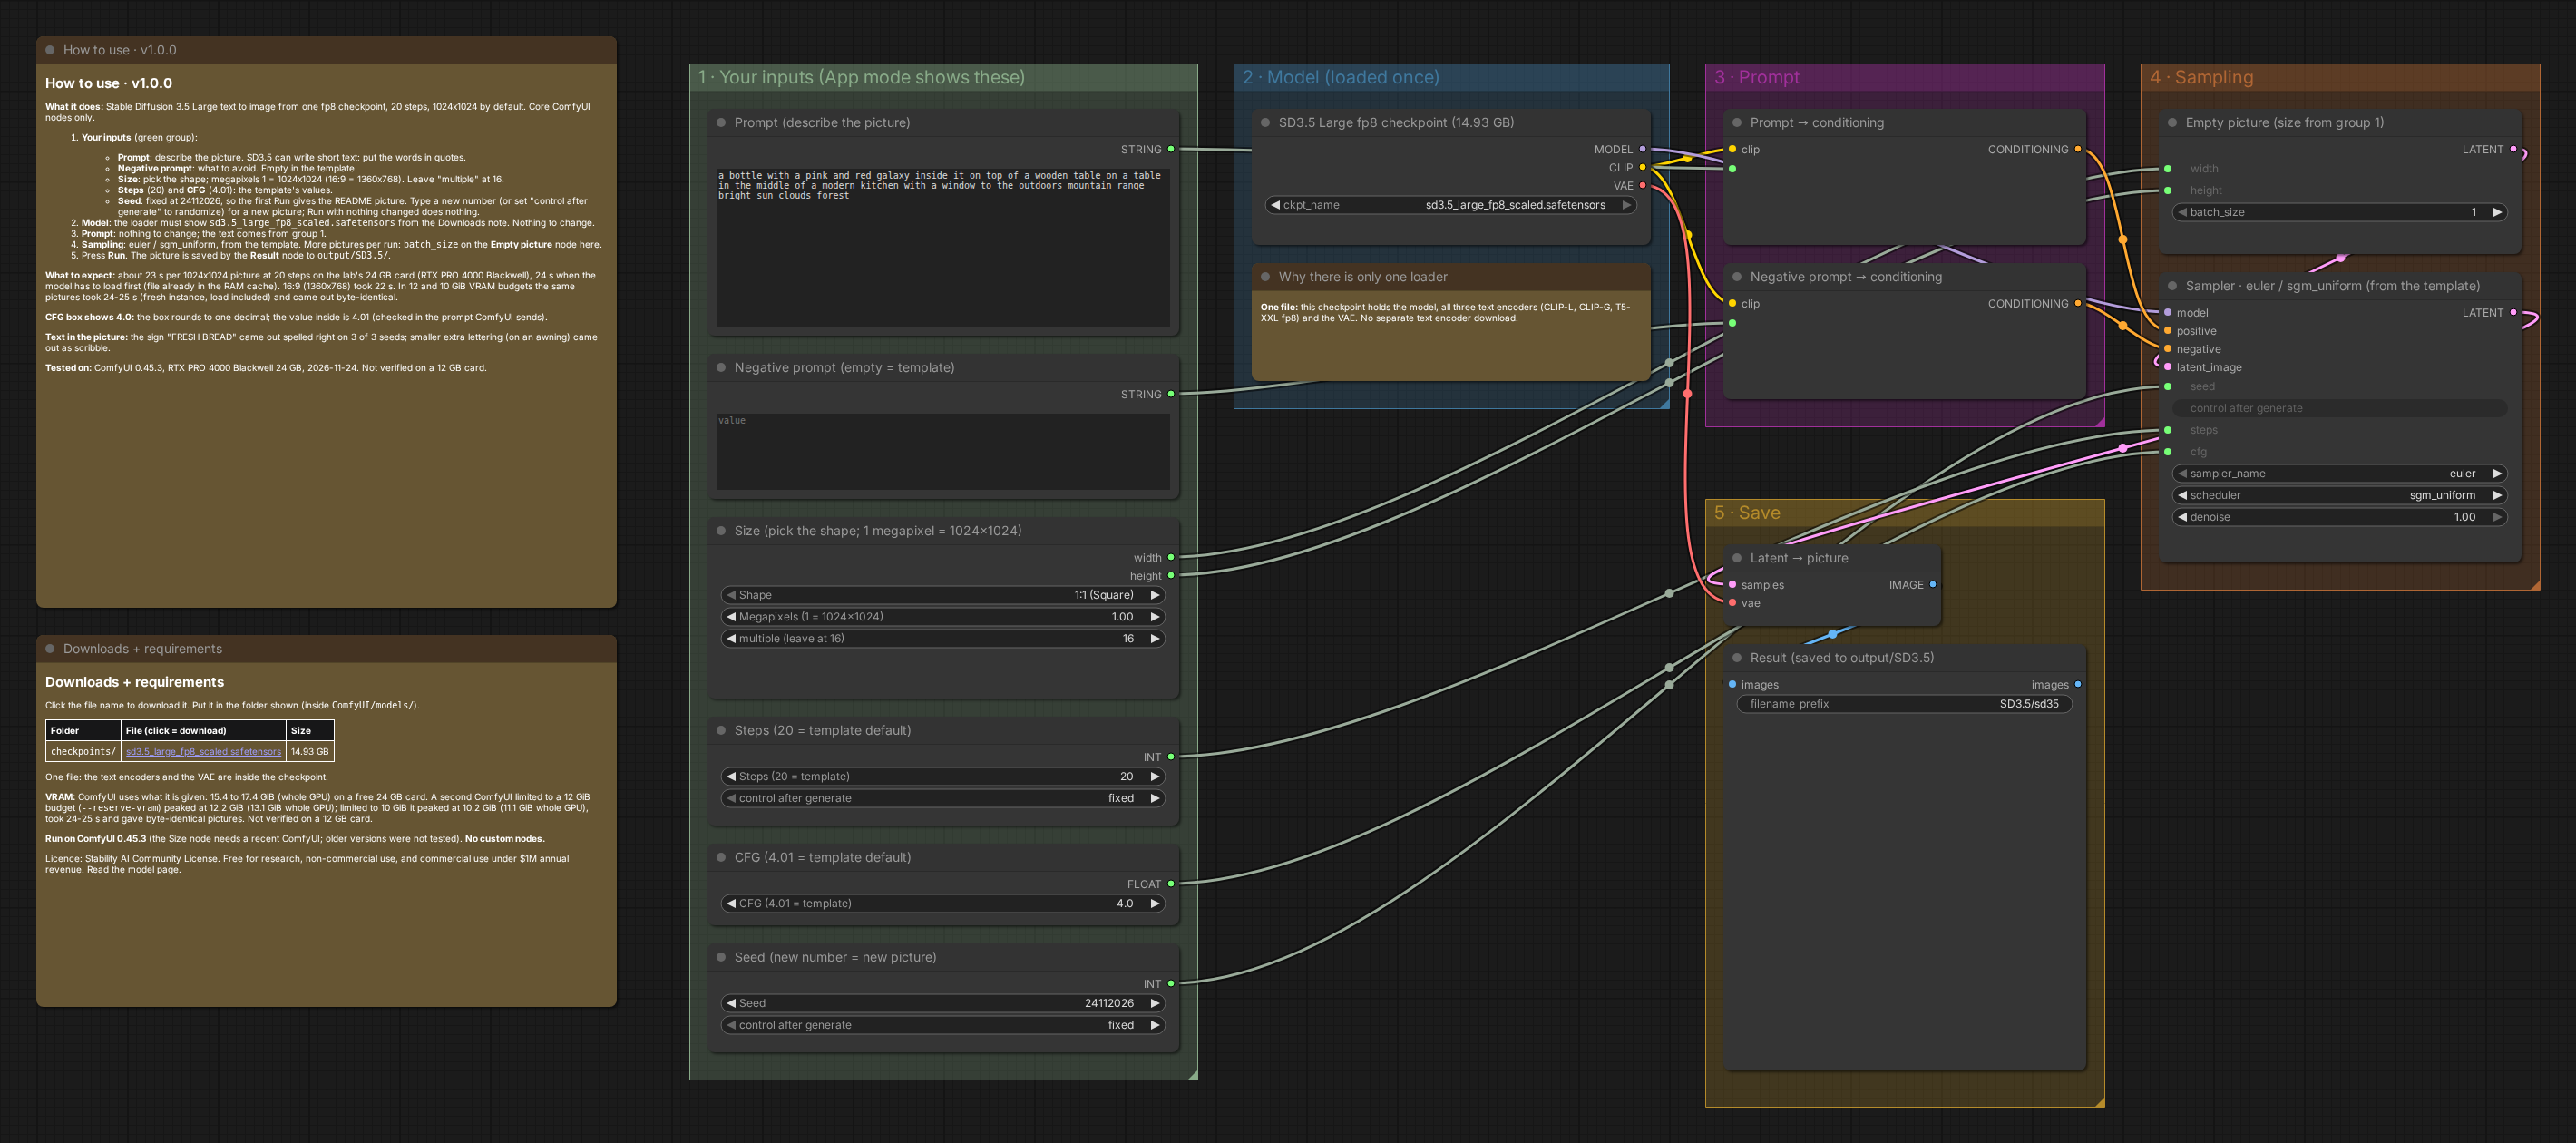 How to use · v1.0.0
How to use · v1.0.0
What it does: Stable Diffusion 3.5 Large text to image from one fp8 checkpoint, 20 steps, 1024x1024 by default. Core ComfyUI
nodes only.
1. Your inputs (green group):
◦ Prompt: describe the picture. SD3.5 can write short text: put the words in quotes.
◦ Negative prompt: what to avoid. Empty in the template.
◦ Size: pick the shape; megapixels 1 = 1024x1024 (16:9 = 1360x768). Leave "multiple" at 16.
◦ Steps (20) and CFG (4.01): the template's values.
◦ Seed: fixed at 24112026, so the first Run gives the README picture. Type a new number (or set "control after
generate" to randomize) for a new picture; Run with nothing changed does nothing.
2. Model: the loader must show sd3.5_large_fp8_scaled.safetensors from the Downloads note. Nothing to change.
3. Prompt: nothing to change; the text comes from group 1.
4. Sampling: euler / sgm_uniform, from the template. More pictures per run: batch_size on the Empty picture node here.
5. Press Run. The picture is saved by the Result node to output/SD3.5/.
What to expect: about 23 s per 1024x1024 picture at 20 steps on the lab's 24 GB card (RTX PRO 4000 Blackwell), 24 s when the
model has to load first (file already in the RAM cache). 16:9 (1360x768) took 22 s. In 12 and 10 GiB VRAM budgets the same
pictures took 24-25 s (fresh instance, load included) and came out byte-identical.
CFG box shows 4.0: the box rounds to one decimal; the value inside is 4.01 (checked in the prompt ComfyUI sends).
Text in the picture: the sign "FRESH BREAD" came out spelled right on 3 of 3 seeds; smaller extra lettering (on an awning) came
out as scribble.
Tested on: ComfyUI 0.45.3, RTX PRO 4000 Blackwell 24 GB, 2026-11-24. Not verified on a 12 GB card.
Downloads + requirements
Downloads + requirements
Click the file name to download it. Put it in the folder shown (inside ComfyUI/models/).
Folder File (click = download) Size
checkpoints/ sd3.5_large_fp8_scaled.safetensors 14.93 GB
One file: the text encoders and the VAE are inside the checkpoint.
VRAM: ComfyUI uses what it is given: 15.4 to 17.4 GiB (whole GPU) on a free 24 GB card. A second ComfyUI limited to a 12 GiB
budget (--reserve-vram) peaked at 12.2 GiB (13.1 GiB whole GPU); limited to 10 GiB it peaked at 10.2 GiB (11.1 GiB whole GPU),
took 24-25 s and gave byte-identical pictures. Not verified on a 12 GB card.
Run on ComfyUI 0.45.3 (the Size node needs a recent ComfyUI; older versions were not tested). No custom nodes.
Licence: Stability AI Community License. Free for research, non-commercial use, and commercial use under $1M annual
revenue. Read the model page.
1 · Your inputs (App mode shows these)
Prompt (describe the picture)
STRING
a bottle with a pink and red galaxy inside it on top of a wooden table on a table
in the middle of a modern kitchen with a window to the outdoors mountain range
bright sun clouds forest
Negative prompt (empty = template)
STRING
value
Size (pick the shape; 1 megapixel = 1024×1024)
width
height
Shape 1:1 (Square)
Megapixels (1 = 1024×1024) 1.00
multiple (leave at 16) 16
Steps (20 = template default)
INT
Steps (20 = template) 20
control after generate fixed
CFG (4.01 = template default)
FLOAT
CFG (4.01 = template) 4.0
Seed (new number = new picture)
INT
Seed 24112026
control after generate fixed
2 · Model (loaded once)
SD3.5 Large fp8 checkpoint (14.93 GB)
MODEL
CLIP
VAE
ckpt_name sd3.5_large_fp8_scaled.safetensors
Why there is only one loader
One file: this checkpoint holds the model, all three text encoders (CLIP-L, CLIP-G, T5-
XXL fp8) and the VAE. No separate text encoder download.
3 · Prompt
Prompt → conditioning
clip CONDITIONING
Negative prompt → conditioning
clip CONDITIONING
4 · Sampling
Empty picture (size from group 1)
LATENT
width
height
batch_size 1
Sampler · euler / sgm_uniform (from the template)
model LATENT
positive
negative
latent_image
seed
control after generate
steps
cfg
sampler_name euler
scheduler sgm_uniform
denoise 1.00
5 · Save
Latent → picture
samples IMAGE
vae
Result (saved to output/SD3.5)
images images
filename_prefix SD3.5/sd35